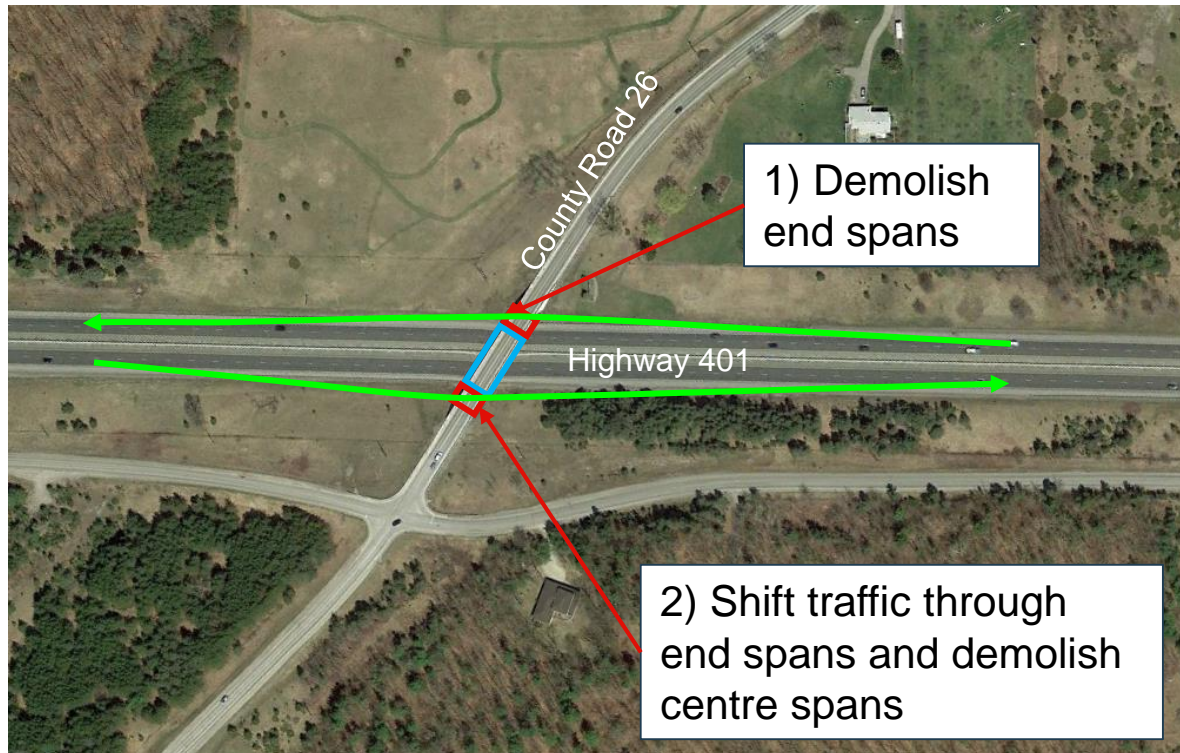 County Road 26
1) Demolish
end spans
Highway 401
2) Shift traffic through
end spans and demolish
centre spans